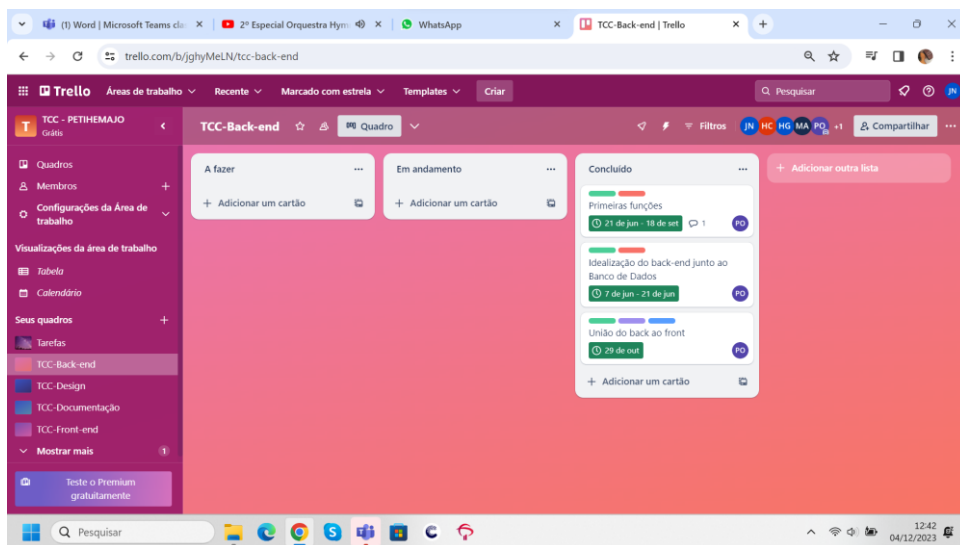 (1) Word | Microsoft Teams cla
2º Especial Orquestra Hym
WhatsApp
TCC-Back-end | Trello
trello.com/b/jghyMeLN/tcc-back-end
Trello
Áreas de trabalho
Recente
Marcado com estrela
Templates
Criar
Pesquisar
JN
T
TCC - PETIHEMAJO
Grátis
TCC-Back-end
Quadro
Filtros
JN HC HG MA PO +1
Compartilhar
Quadros
Membros
Configurações da Área de
trabalho
Visualizações da área de trabalho
Tabela
Calendário
Seus quadros
Tarefas
TCC-Back-end
TCC-Design
TCC-Documentação
TCC-Front-end
Mostrar mais 1
Teste o Premium
gratuitamente
A fazer
+ Adicionar um cartão
Em andamento
+ Adicionar um cartão
Concluído
Primeiras funções
21 de jun - 18 de set 1 PO
Idealização do back-end junto ao
Banco de Dados
7 de jun - 21 de jun PO
União do back ao front
29 de out PO
+ Adicionar um cartão
+ Adicionar outra lista
Pesquisar
12:42
04/12/2023